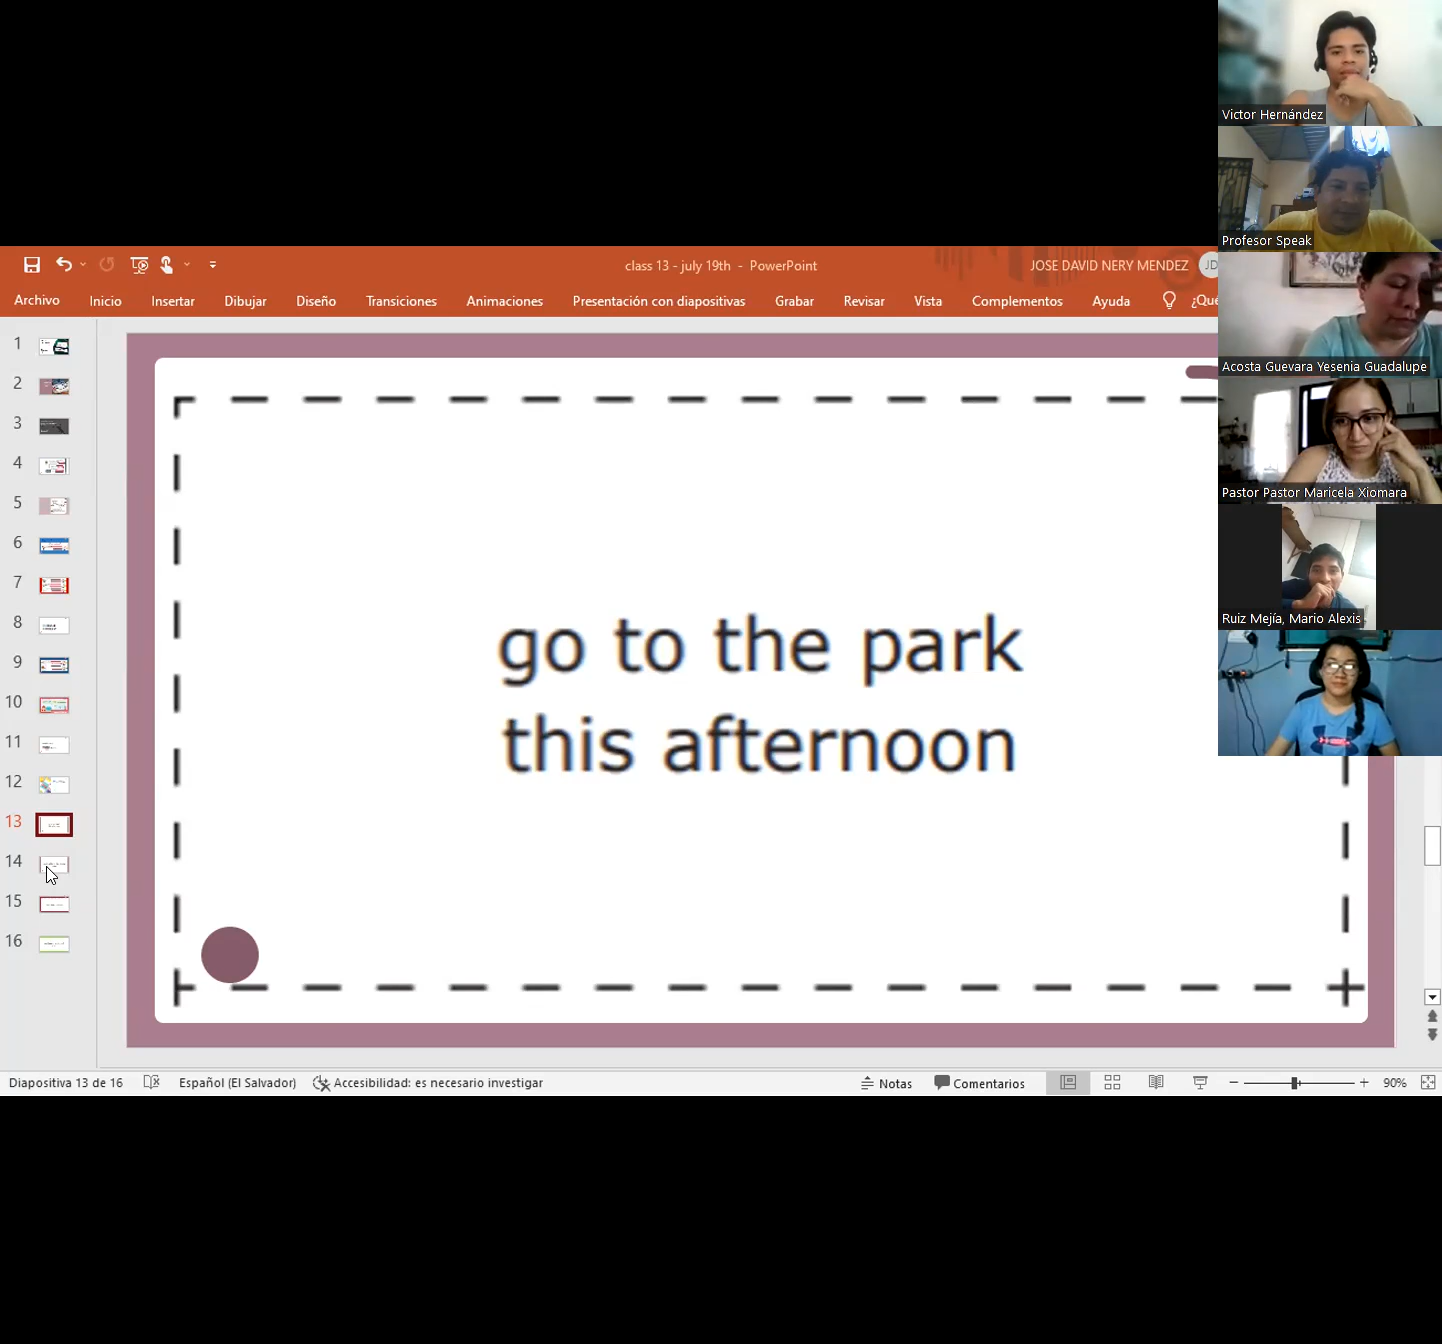 class 13 - july 19th - PowerPoint
JOSE DAVID NERY MENDEZ
JD
Archivo
Inicio
Insertar
Dibujar
Diseño
Transiciones
Animaciones
Presentación con diapositivas
Grabar
Revisar
Vista
Complementos
Ayuda
¿Qué
1
2
3
4
5
6
7
8
9
10
11
12
13
14
15
16
go to the park
this afternoon
Victor Hernández
Profesor Speak
Acosta Guevara Yesenia Guadalupe
Pastor Pastor Maricela Xiomara
Ruiz Mejía, Mario Alexis
Diapositiva 13 de 16
Español (El Salvador)
Accesibilidad: es necesario investigar
Notas
Comentarios
90%